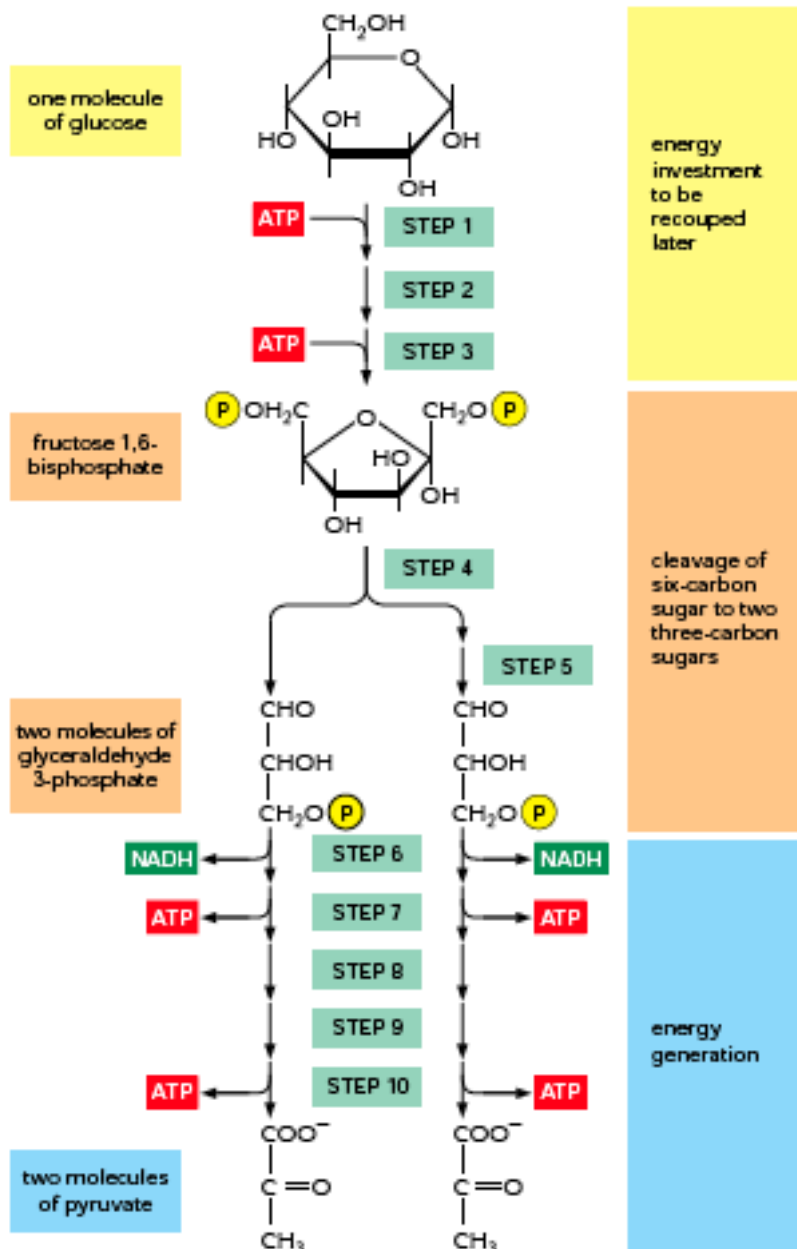 CH₂OH
O
one molecule
of glucose
HO
OH
OH
OH
energy
investment
to be
recouped
later
ATP
STEP 1
STEP 2
ATP
STEP 3
P OH₂C
O
CH₂O P
fructose 1,6-
bisphosphate
HO
OH
OH
STEP 4
cleavage of
six-carbon
sugar to two
three-carbon
sugars
STEP 5
CHO
CHO
two molecules of
glyceraldehyde
3-phosphate
CHOH
CHOH
CH₂O P
CH₂O P
NADH
STEP 6
NADH
ATP
STEP 7
ATP
STEP 8
STEP 9
energy
generation
ATP
STEP 10
ATP
COO⁻
COO⁻
two molecules
of pyruvate
C=O
C=O
CH₃
CH₃